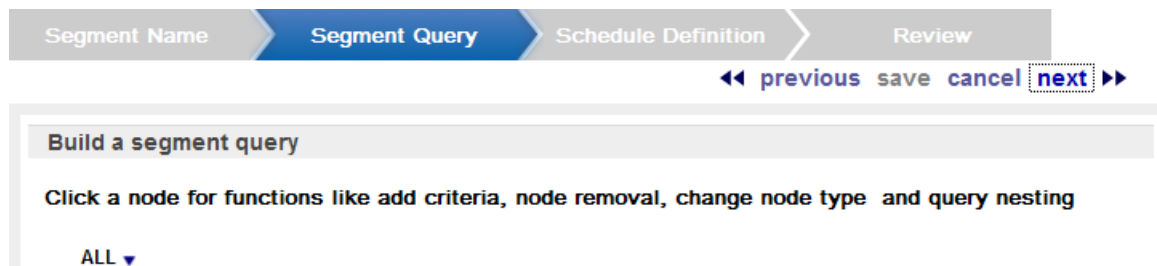 Segment Name Segment Query Schedule Definition Review
previous save cancel next
Build a segment query
Click a node for functions like add criteria, node removal, change node type and query nesting
ALL